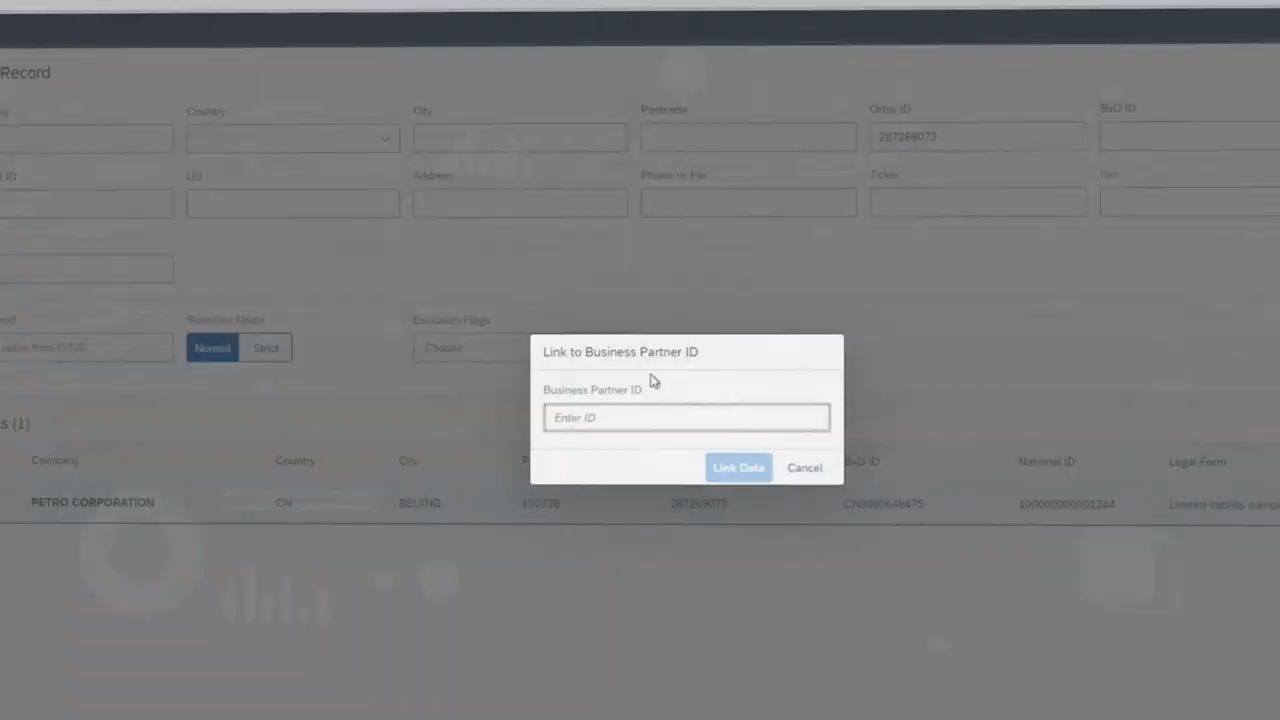 Record
Country
City
Postcode
Orbis ID
BvD ID
287269073
ID
LEI
Address
Phone or Fax
Ticker
Selection Mode
Exclusion Flags
value from 0-100
Normal
Strict
Choose
Link to Business Partner ID
Business Partner ID
Enter ID
Link Data
Cancel
s (1)
Company
Country
City
P
BvD ID
National ID
Legal Form
PETRO CORPORATION
CN
BEIJING
100728
287269073
CN9380646475
Limited liability comp